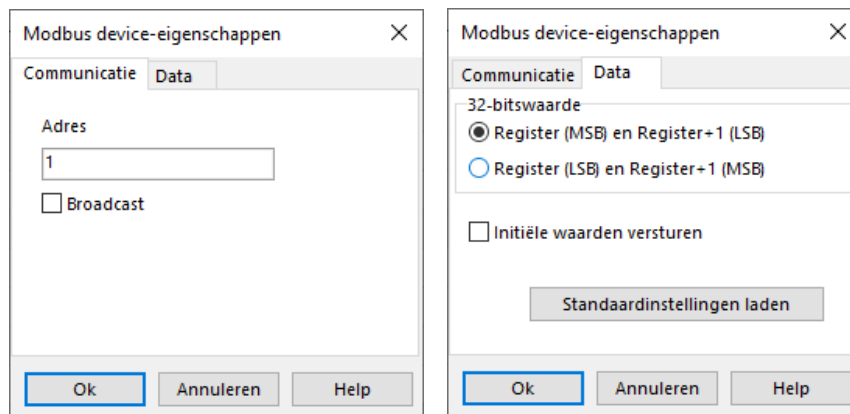 Modbus device-eigenschappen
Communicatie Data
Adres
1
Broadcast
Ok Annuleren Help
Modbus device-eigenschappen
Communicatie Data
32-bitswaarde
Register (MSB) en Register+1 (LSB)
Register (LSB) en Register+1 (MSB)
Initiële waarden versturen
Standaardinstellingen laden
Ok Annuleren Help